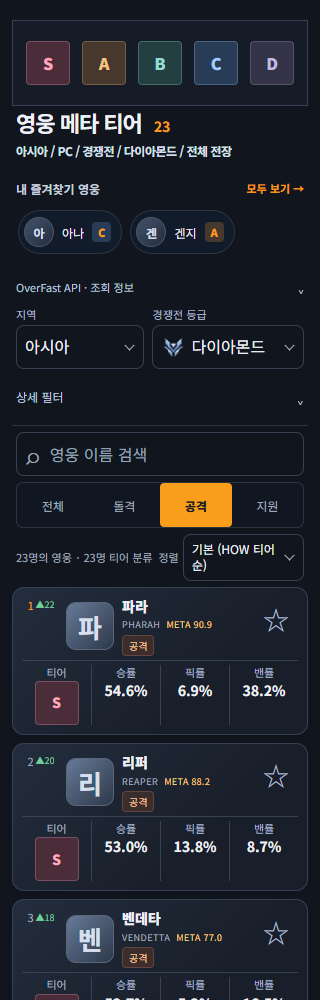 S A B C D
영웅 메타 티어 23
아시아 / PC / 경쟁전 / 다이아몬드 / 전체 전장
내 즐겨찾기 영웅 모두 보기 →
아 아나 C 겐 겐지 A
OverFast API · 조회 정보
지역 경쟁전 등급
아시아 다이아몬드
상세 필터
영웅 이름 검색
전체 돌격 공격 지원
23명의 영웅 · 23명 티어 분류 정렬 기본 (HOW 티어
순)
1 ▲22 파 파라
PHARAH META 90.9
공격
티어 승률 픽률 밴률
S 54.6% 6.9% 38.2%
2 ▲20 리 리퍼
REAPER META 88.2
공격
티어 승률 픽률 밴률
S 53.0% 13.8% 8.7%
3 ▲18 벤 벤데타
VENDETTA META 77.0
공격
티어 승률 픽률 밴률